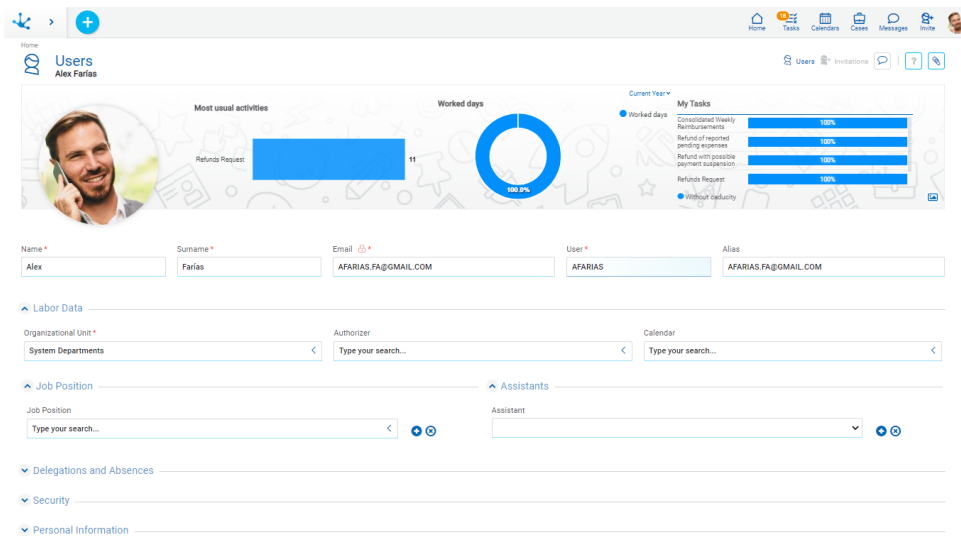 16
Home
Tasks
Calendars
Cases
Messages
Invite
Home
Users
Alex Farías
Users
Invitations
?
Most usual activities
Refunds Request
11
Worked days
100.0%
Current Year
Worked days
My Tasks
Consolidated Weekly
Reimbursements
100%
Refund of reported
pending expenses
100%
Refund with possible
payment suspension
100%
Refunds Request
100%
Without caducity
Name *
Surname *
Email *
User *
Alias
Alex
Farías
AFARIAS.FA@GMAIL.COM
AFARIAS
AFARIAS.FA@GMAIL.COM
Labor Data
Organizational Unit *
Authorizer
Calendar
System Departments
Type your search...
Type your search...
Job Position
Assistants
Job Position
Assistant
Type your search...
Delegations and Absences
Security
Personal Information